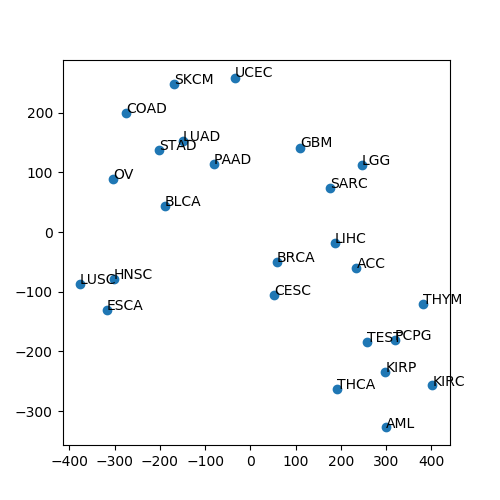 UCEC
SKCM
COAD
200
LUAD
STAD
GBM
PAAD
LGG
100
OV
SARC
BLCA
0
LIHC
BRCA
ACC
HNSC
LUSC
CESC
-100
ESCA
THYM
TEST
PCPG
-200
KIRP
THCA
KIRC
-300
AML
-400 -300 -200 -100 0 100 200 300 400